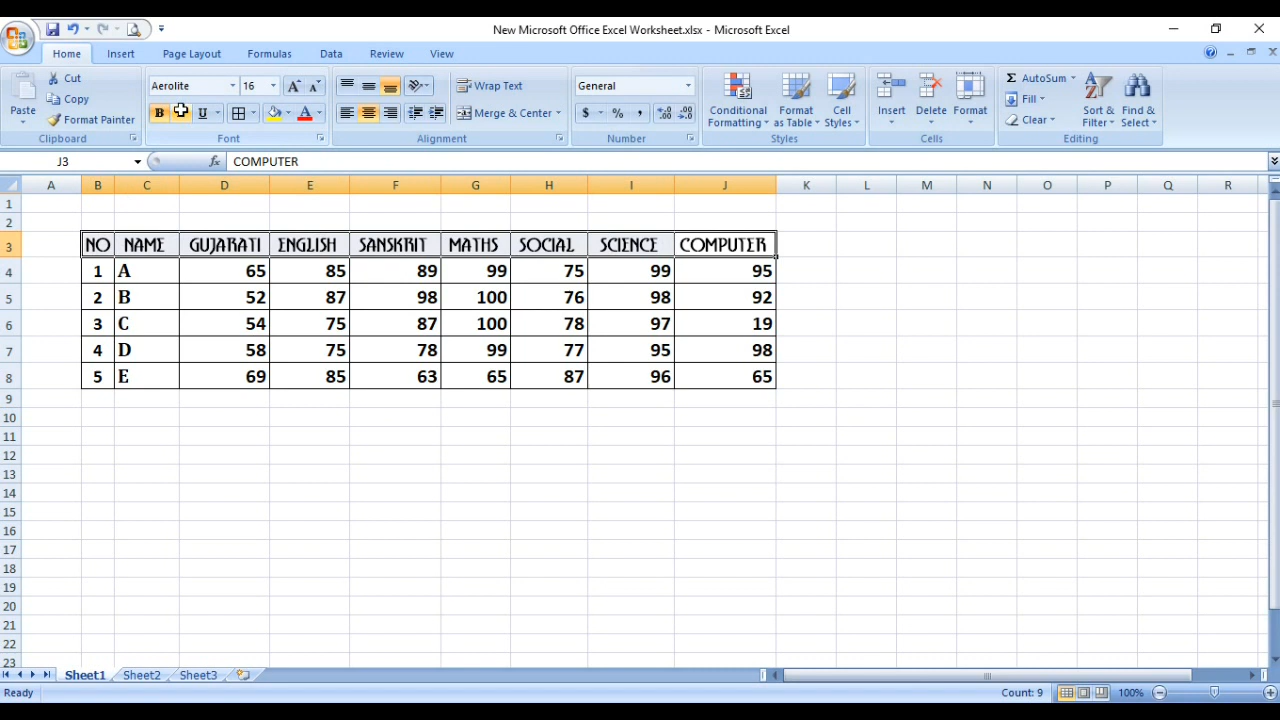 New Microsoft Office Excel Worksheet.xlsx - Microsoft Excel
Home Insert Page Layout Formulas Data Review View
Paste Cut Copy Format Painter Clipboard
Aerolite 16 B U A Font
Wrap Text Merge & Center Alignment
General $ % , Number
Conditional Formatting Format as Table Cell Styles Styles
Insert Delete Format Cells
AutoSum Fill Clear Sort & Filter Find & Select Editing
J3 fx COMPUTER
A B C D E F G H I J K L M N O P Q R
1
2
3 NO NAME GUJARATI ENGLISH SANSKRIT MATHS SOCIAL SCIENCE COMPUTER
4 1 A 65 85 89 99 75 99 95
5 2 B 52 87 98 100 76 98 92
6 3 C 54 75 87 100 78 97 19
7 4 D 58 75 78 99 77 95 98
8 5 E 69 85 63 65 87 96 65
9
10
11
12
13
14
15
16
17
18
19
20
21
22
23
Sheet1 Sheet2 Sheet3
Ready Count: 9 100%